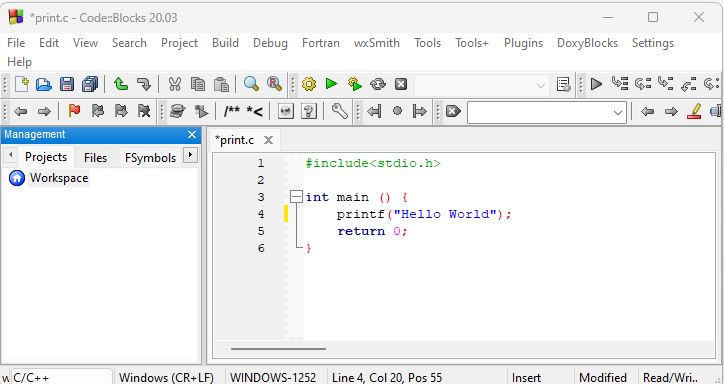 *print.c - Code::Blocks 20.03
File Edit View Search Project Build Debug Fortran wxSmith Tools Tools+ Plugins DoxyBlocks Settings
Help
/** *<
Management
*print.c
Projects Files FSymbols
Workspace
1 #include<stdio.h>
2
3 int main () {
4 printf("Hello World");
5 return 0;
6 }
C/C++ Windows (CR+LF) WINDOWS-1252 Line 4, Col 20, Pos 55 Insert Modified Read/Wri..